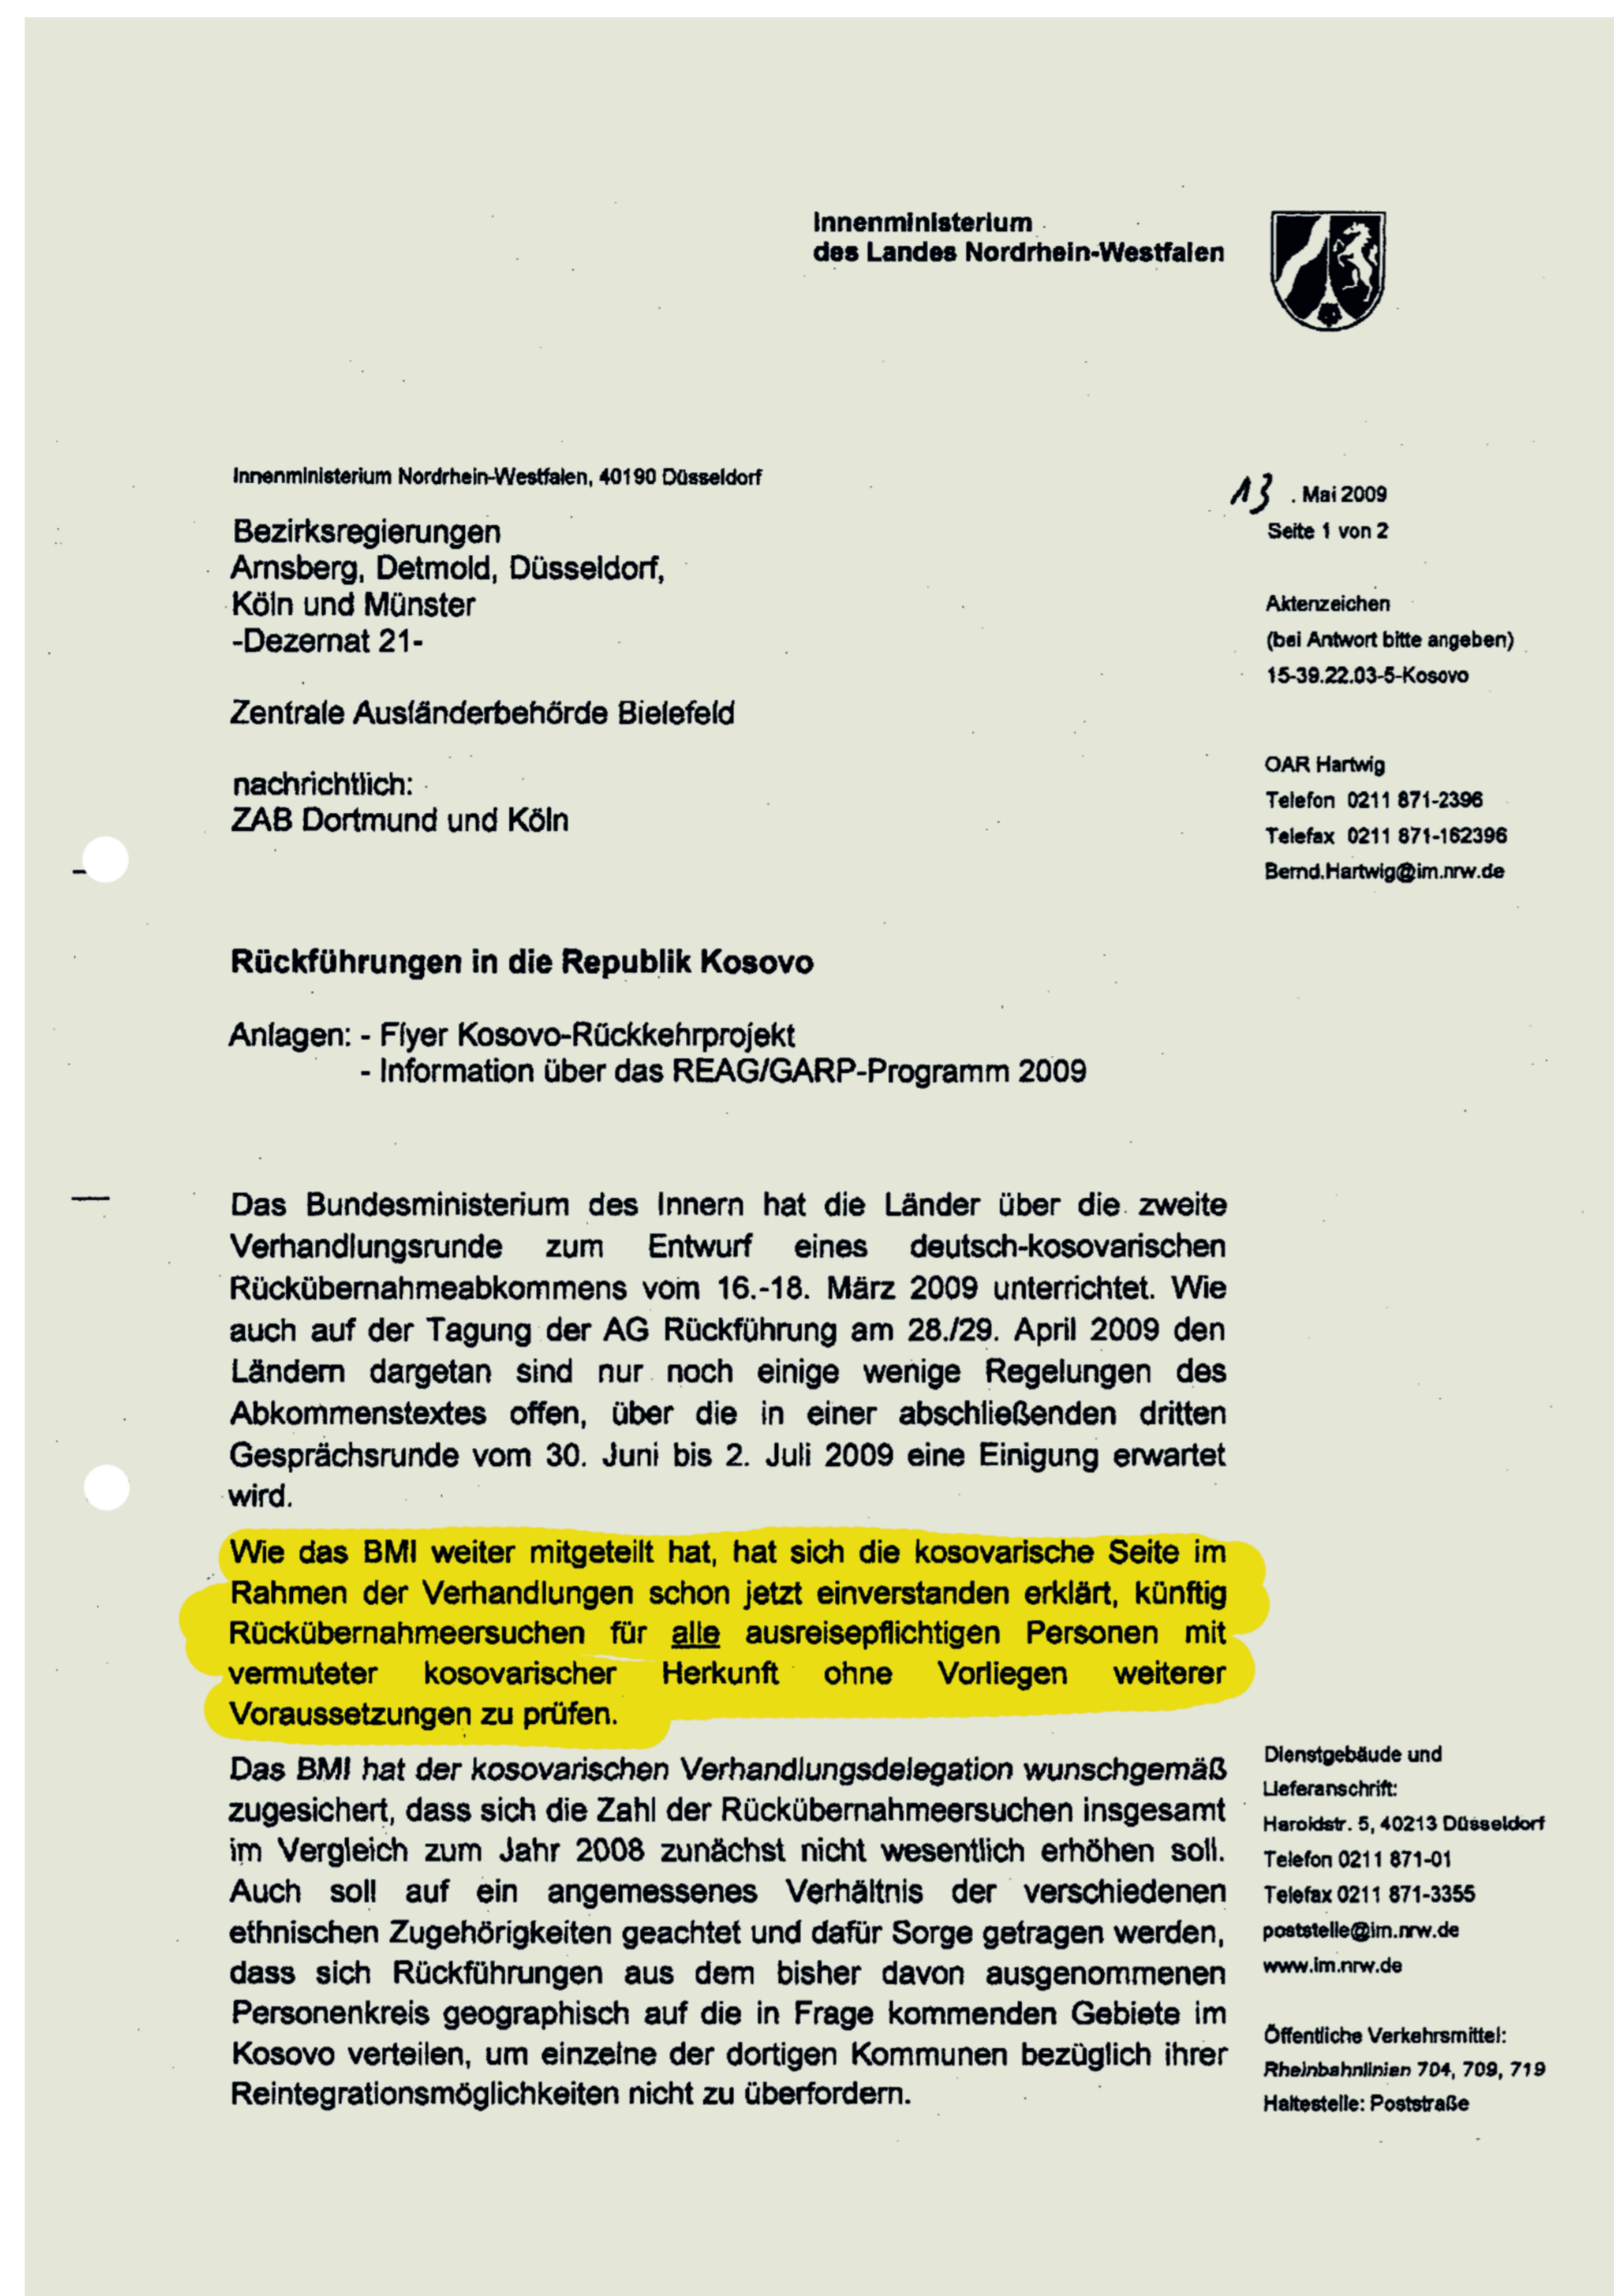 Innenministerium
des Landes Nordrhein-Westfalen
Innenministerium Nordrhein-Westfalen, 40190 Düsseldorf
Bezirksregierungen
Arnsberg, Detmold, Düsseldorf,
Köln und Münster
-Dezernat 21-
Zentrale Ausländerbehörde Bielefeld
nachrichtlich:
ZAB Dortmund und Köln
13 . Mai 2009
Seite 1 von 2
Aktenzeichen
(bei Antwort bitte angeben)
15-39.22.03-5-Kosovo
OAR Hartwig
Telefon 0211 871-2396
Telefax 0211 871-162396
Bernd.Hartwig@im.nrw.de
Rückführungen in die Republik Kosovo
Anlagen: - Flyer Kosovo-Rückkehrprojekt
- Information über das REAG/GARP-Programm 2009
Das Bundesministerium des Innern hat die Länder über die zweite
Verhandlungsrunde zum Entwurf eines deutsch-kosovarischen
Rückübernahmeabkommens vom 16.-18. März 2009 unterrichtet. Wie
auch auf der Tagung der AG Rückführung am 28./29. April 2009 den
Ländern dargetan sind nur noch einige wenige Regelungen des
Abkommenstextes offen, über die in einer abschließenden dritten
Gesprächsrunde vom 30. Juni bis 2. Juli 2009 eine Einigung erwartet
wird.
Wie das BMI weiter mitgeteilt hat, hat sich die kosovarische Seite im
Rahmen der Verhandlungen schon jetzt einverstanden erklärt, künftig
Rückübernahmeersuchen für alle ausreisepflichtigen Personen mit
vermuteter kosovarischer Herkunft ohne Vorliegen weiterer
Voraussetzungen zu prüfen.
Das BMI hat der kosovarischen Verhandlungsdelegation wunschgemäß
zugesichert, dass sich die Zahl der Rückübernahmeersuchen insgesamt
im Vergleich zum Jahr 2008 zunächst nicht wesentlich erhöhen soll.
Auch soll auf ein angemessenes Verhältnis der verschiedenen
ethnischen Zugehörigkeiten geachtet und dafür Sorge getragen werden,
dass sich Rückführungen aus dem bisher davon ausgenommenen
Personenkreis geographisch auf die in Frage kommenden Gebiete im
Kosovo verteilen, um einzelne der dortigen Kommunen bezüglich ihrer
Reintegrationsmöglichkeiten nicht zu überfordern.
Dienstgebäude und
Lieferanschrift:
Haroldstr. 5, 40213 Düsseldorf
Telefon 0211 871-01
Telefax 0211 871-3355
poststelle@im.nrw.de
www.im.nrw.de
Öffentliche Verkehrsmittel:
Rheinbahnlinien 704, 709, 719
Haltestelle: Poststraße